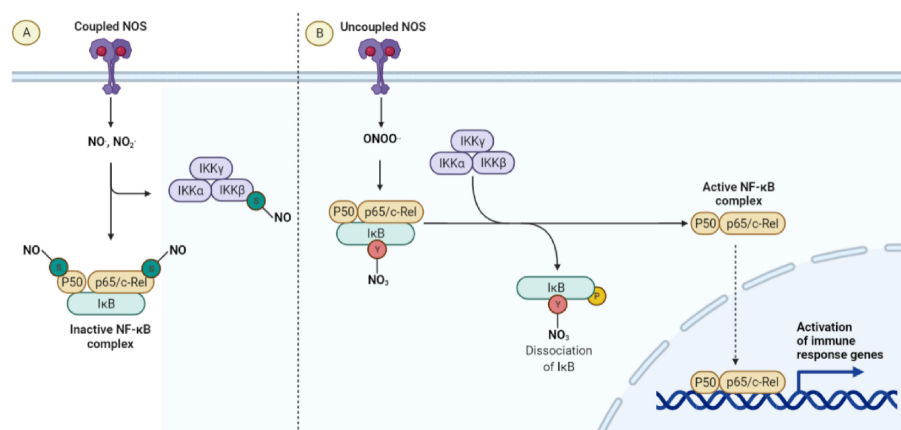 A
Coupled NOS
NO⁻, NO₂⁻
IKKγ
IKKα
IKKβ
S
NO
NO
NO
S
S
P50
p65/c-Rel
IκB
Inactive NF-κB
complex
B
Uncoupled NOS
ONOO⁻
IKKγ
IKKα
IKKβ
P50
p65/c-Rel
IκB
Y
NO₃
IκB
P
Y
NO₃
Dissociation
of IκB
Active NF-κB
complex
P50
p65/c-Rel
Activation
of immune
response genes
P50
p65/c-Rel